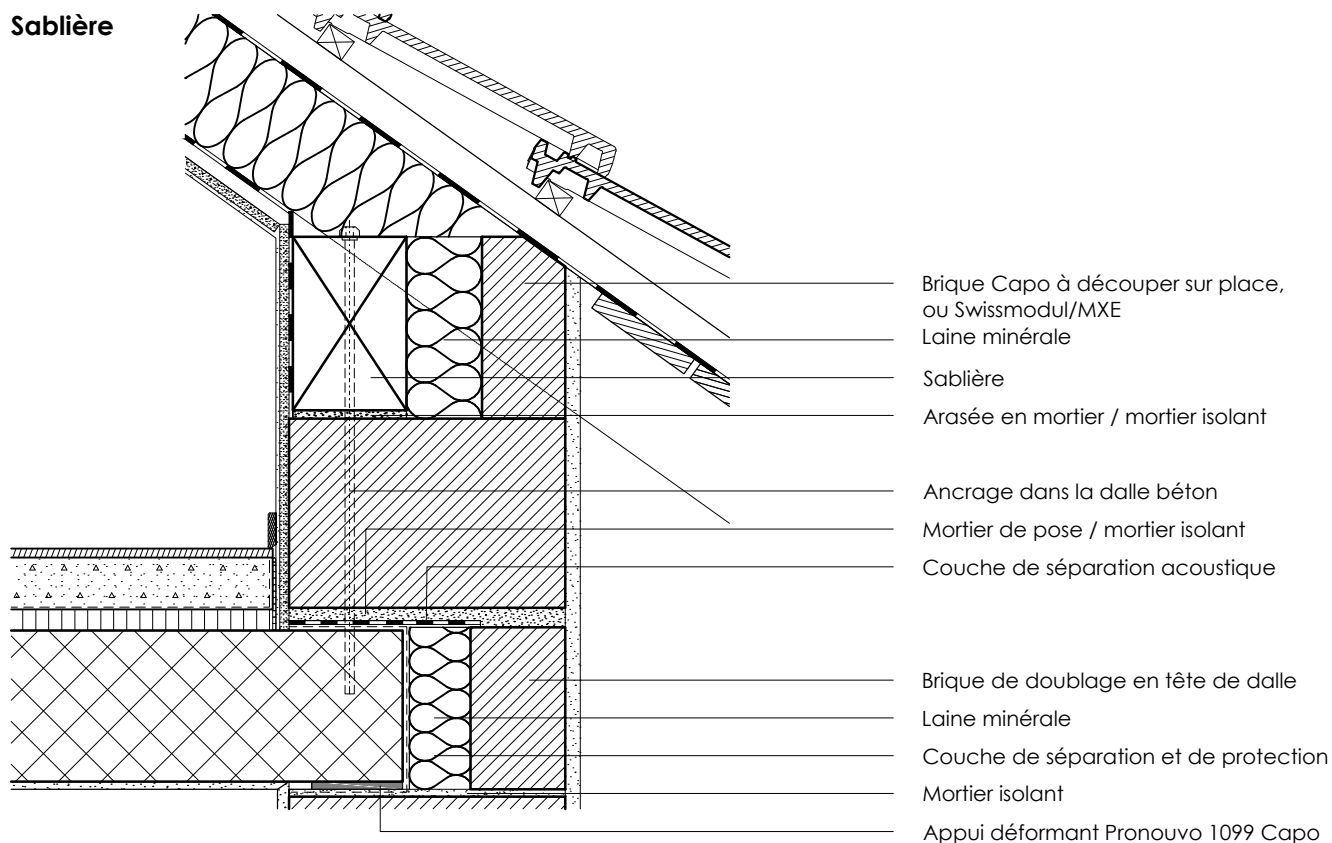 Sablière
Brique Capo à découper sur place,
ou Swissmodul/MXE
Laine minérale
Sablière
Arasée en mortier / mortier isolant
Ancrage dans la dalle béton
Mortier de pose / mortier isolant
Couche de séparation acoustique
Brique de doublage en tête de dalle
Laine minérale
Couche de séparation et de protection
Mortier isolant
Appui déformant Pronouvo 1099 Capo